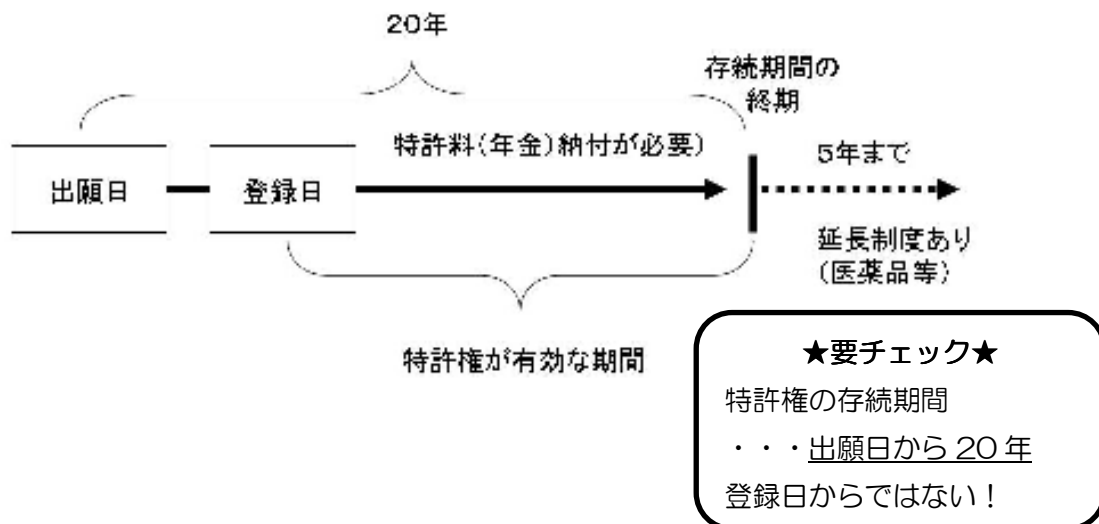 20年
存続期間の
終期
特許料(年金)納付が必要)
5年まで
出願日
登録日
延長制度あり
(医薬品等)
特許権が有効な期間
★要チェック★
特許権の存続期間
・・・出願日から 20 年
登録日からではない！